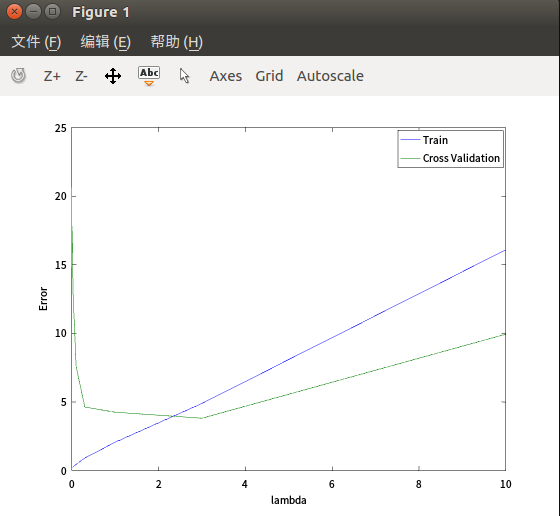 Figure 1
文件 (F) 编辑 (E) 帮助 (H)
Z+ Z- Abc Axes Grid Autoscale
25
Train
Cross Validation
20
15
Error
10
5
0
0 2 4 6 8 10
lambda